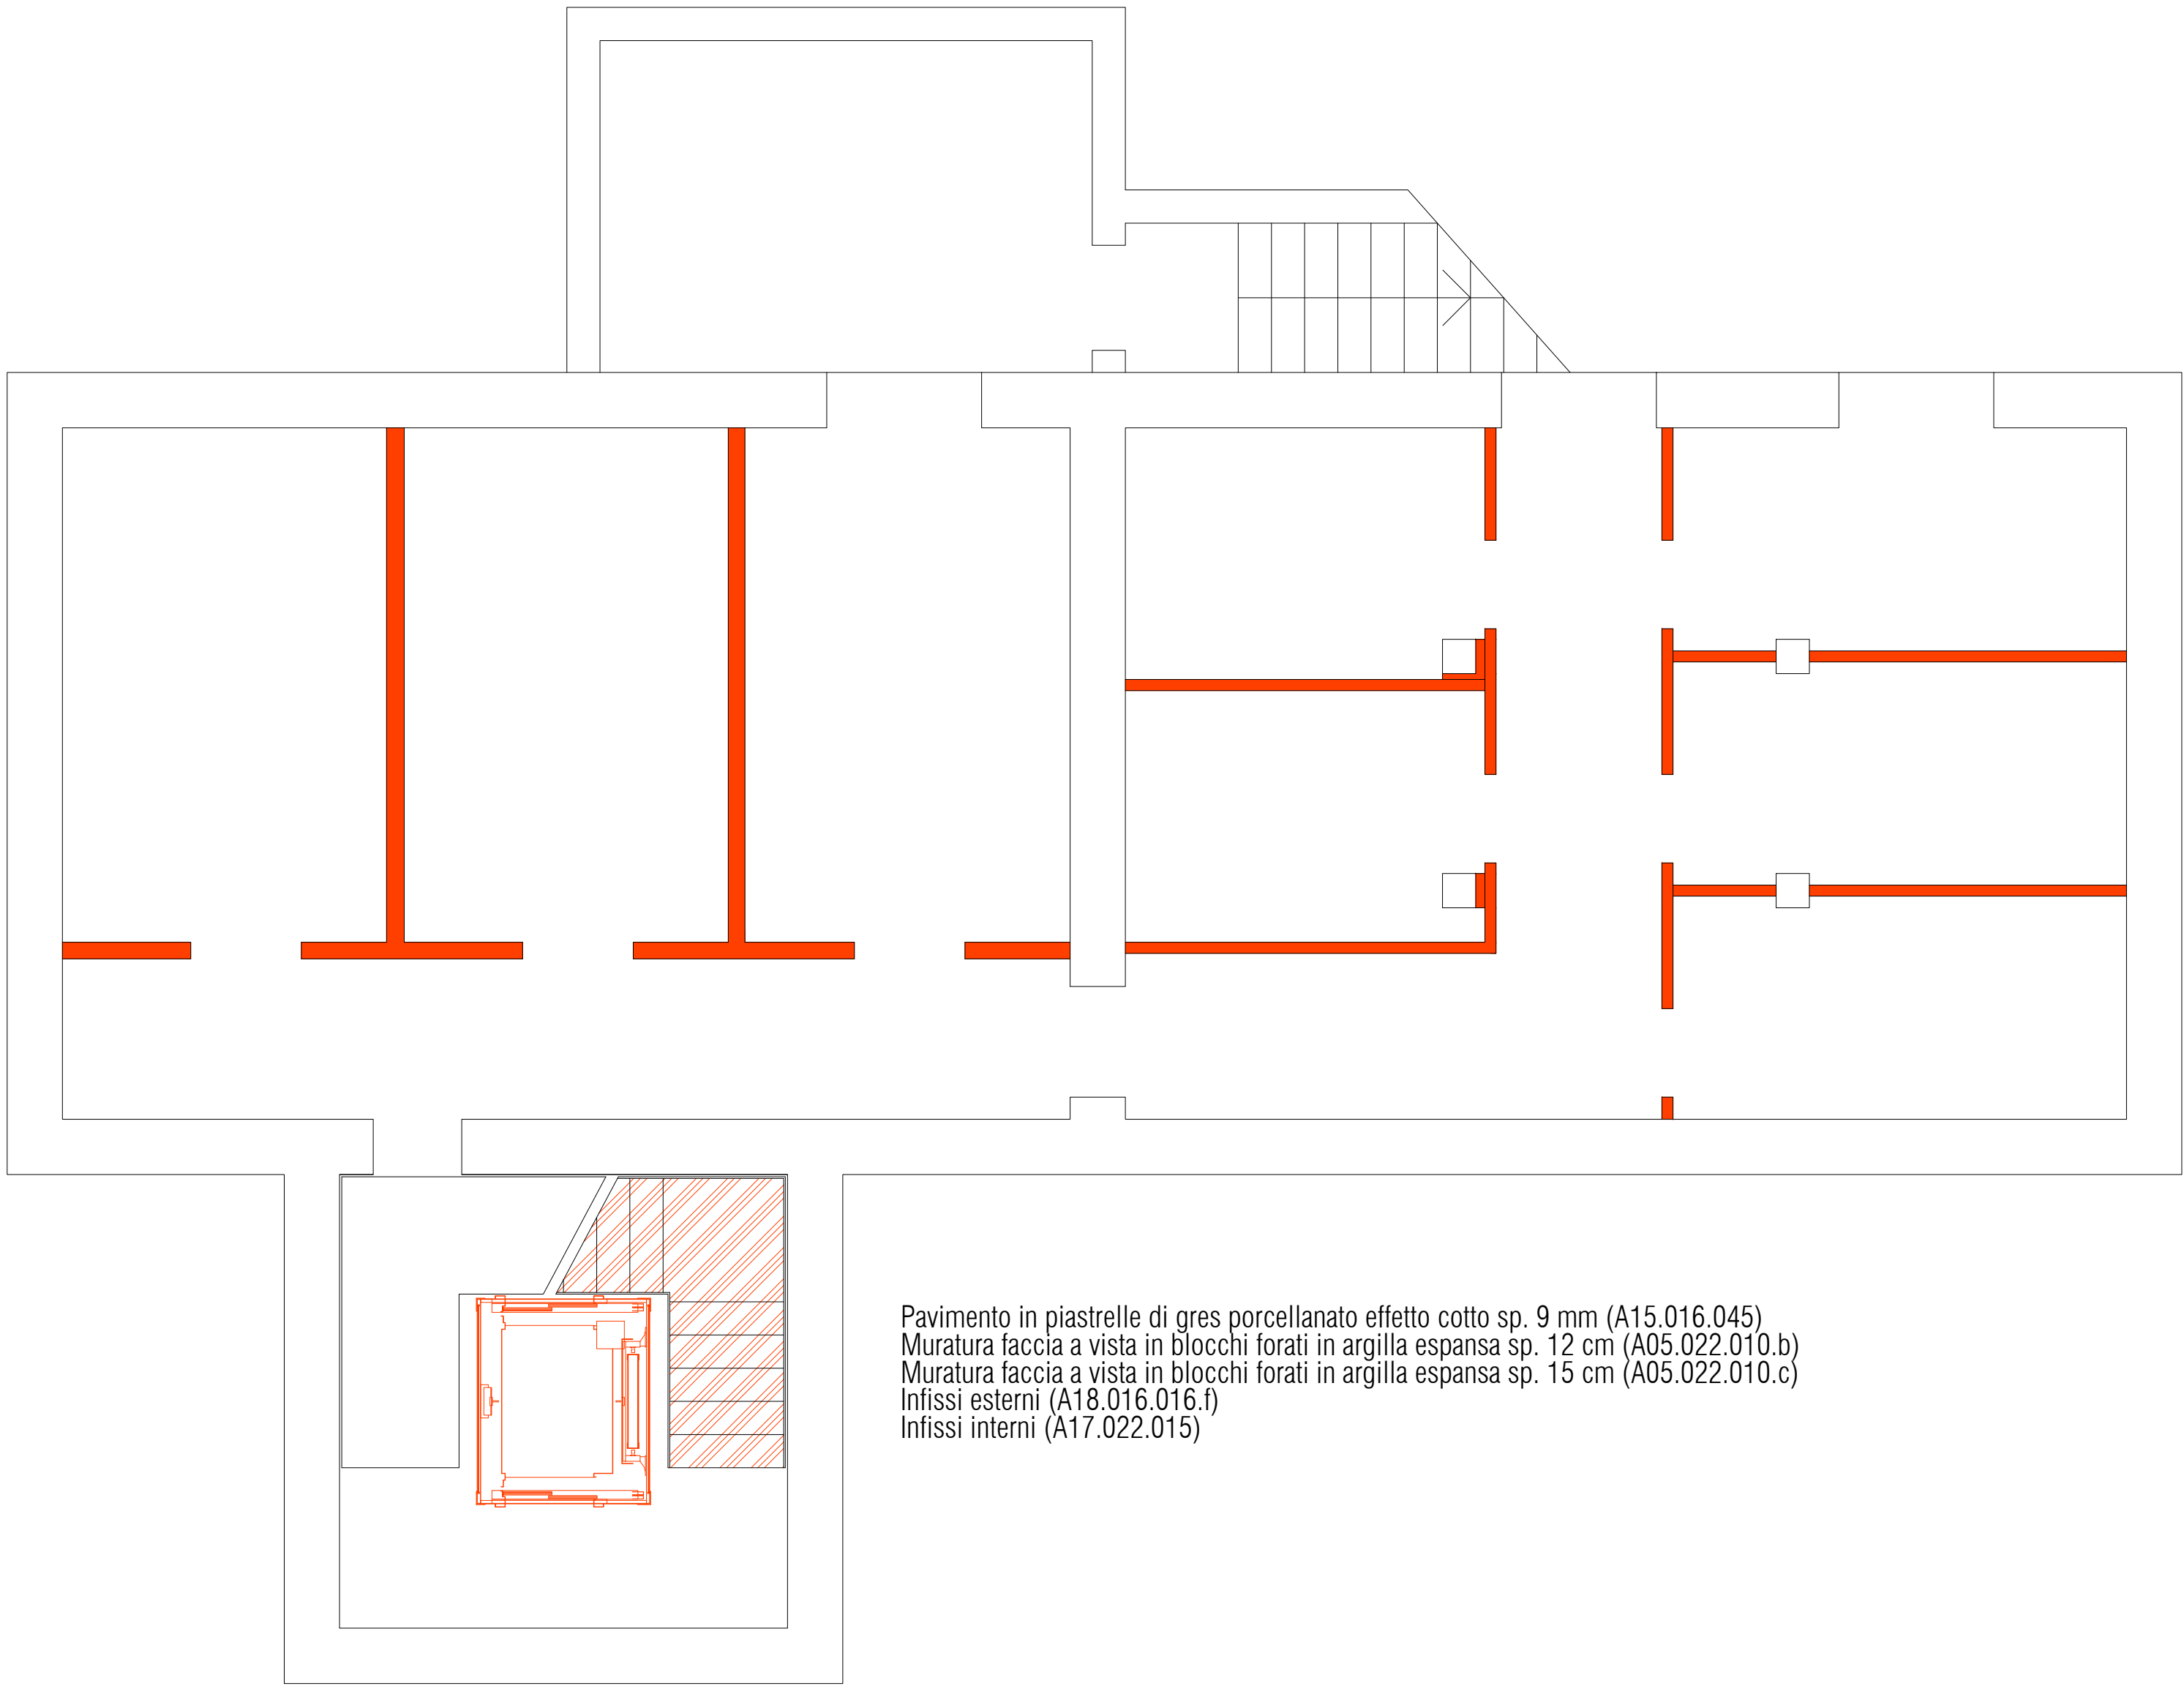 Pavimento in piastrelle di gres porcellanato effetto cotto sp. 9 mm (A15.016.045)
Muratura faccia a vista in blocchi forati in argilla espansa sp. 12 cm (A05.022.010.b)
Muratura faccia a vista in blocchi forati in argilla espansa sp. 15 cm (A05.022.010.c)
Infissi esterni (A18.016.016.f)
Infissi interni (A17.022.015)